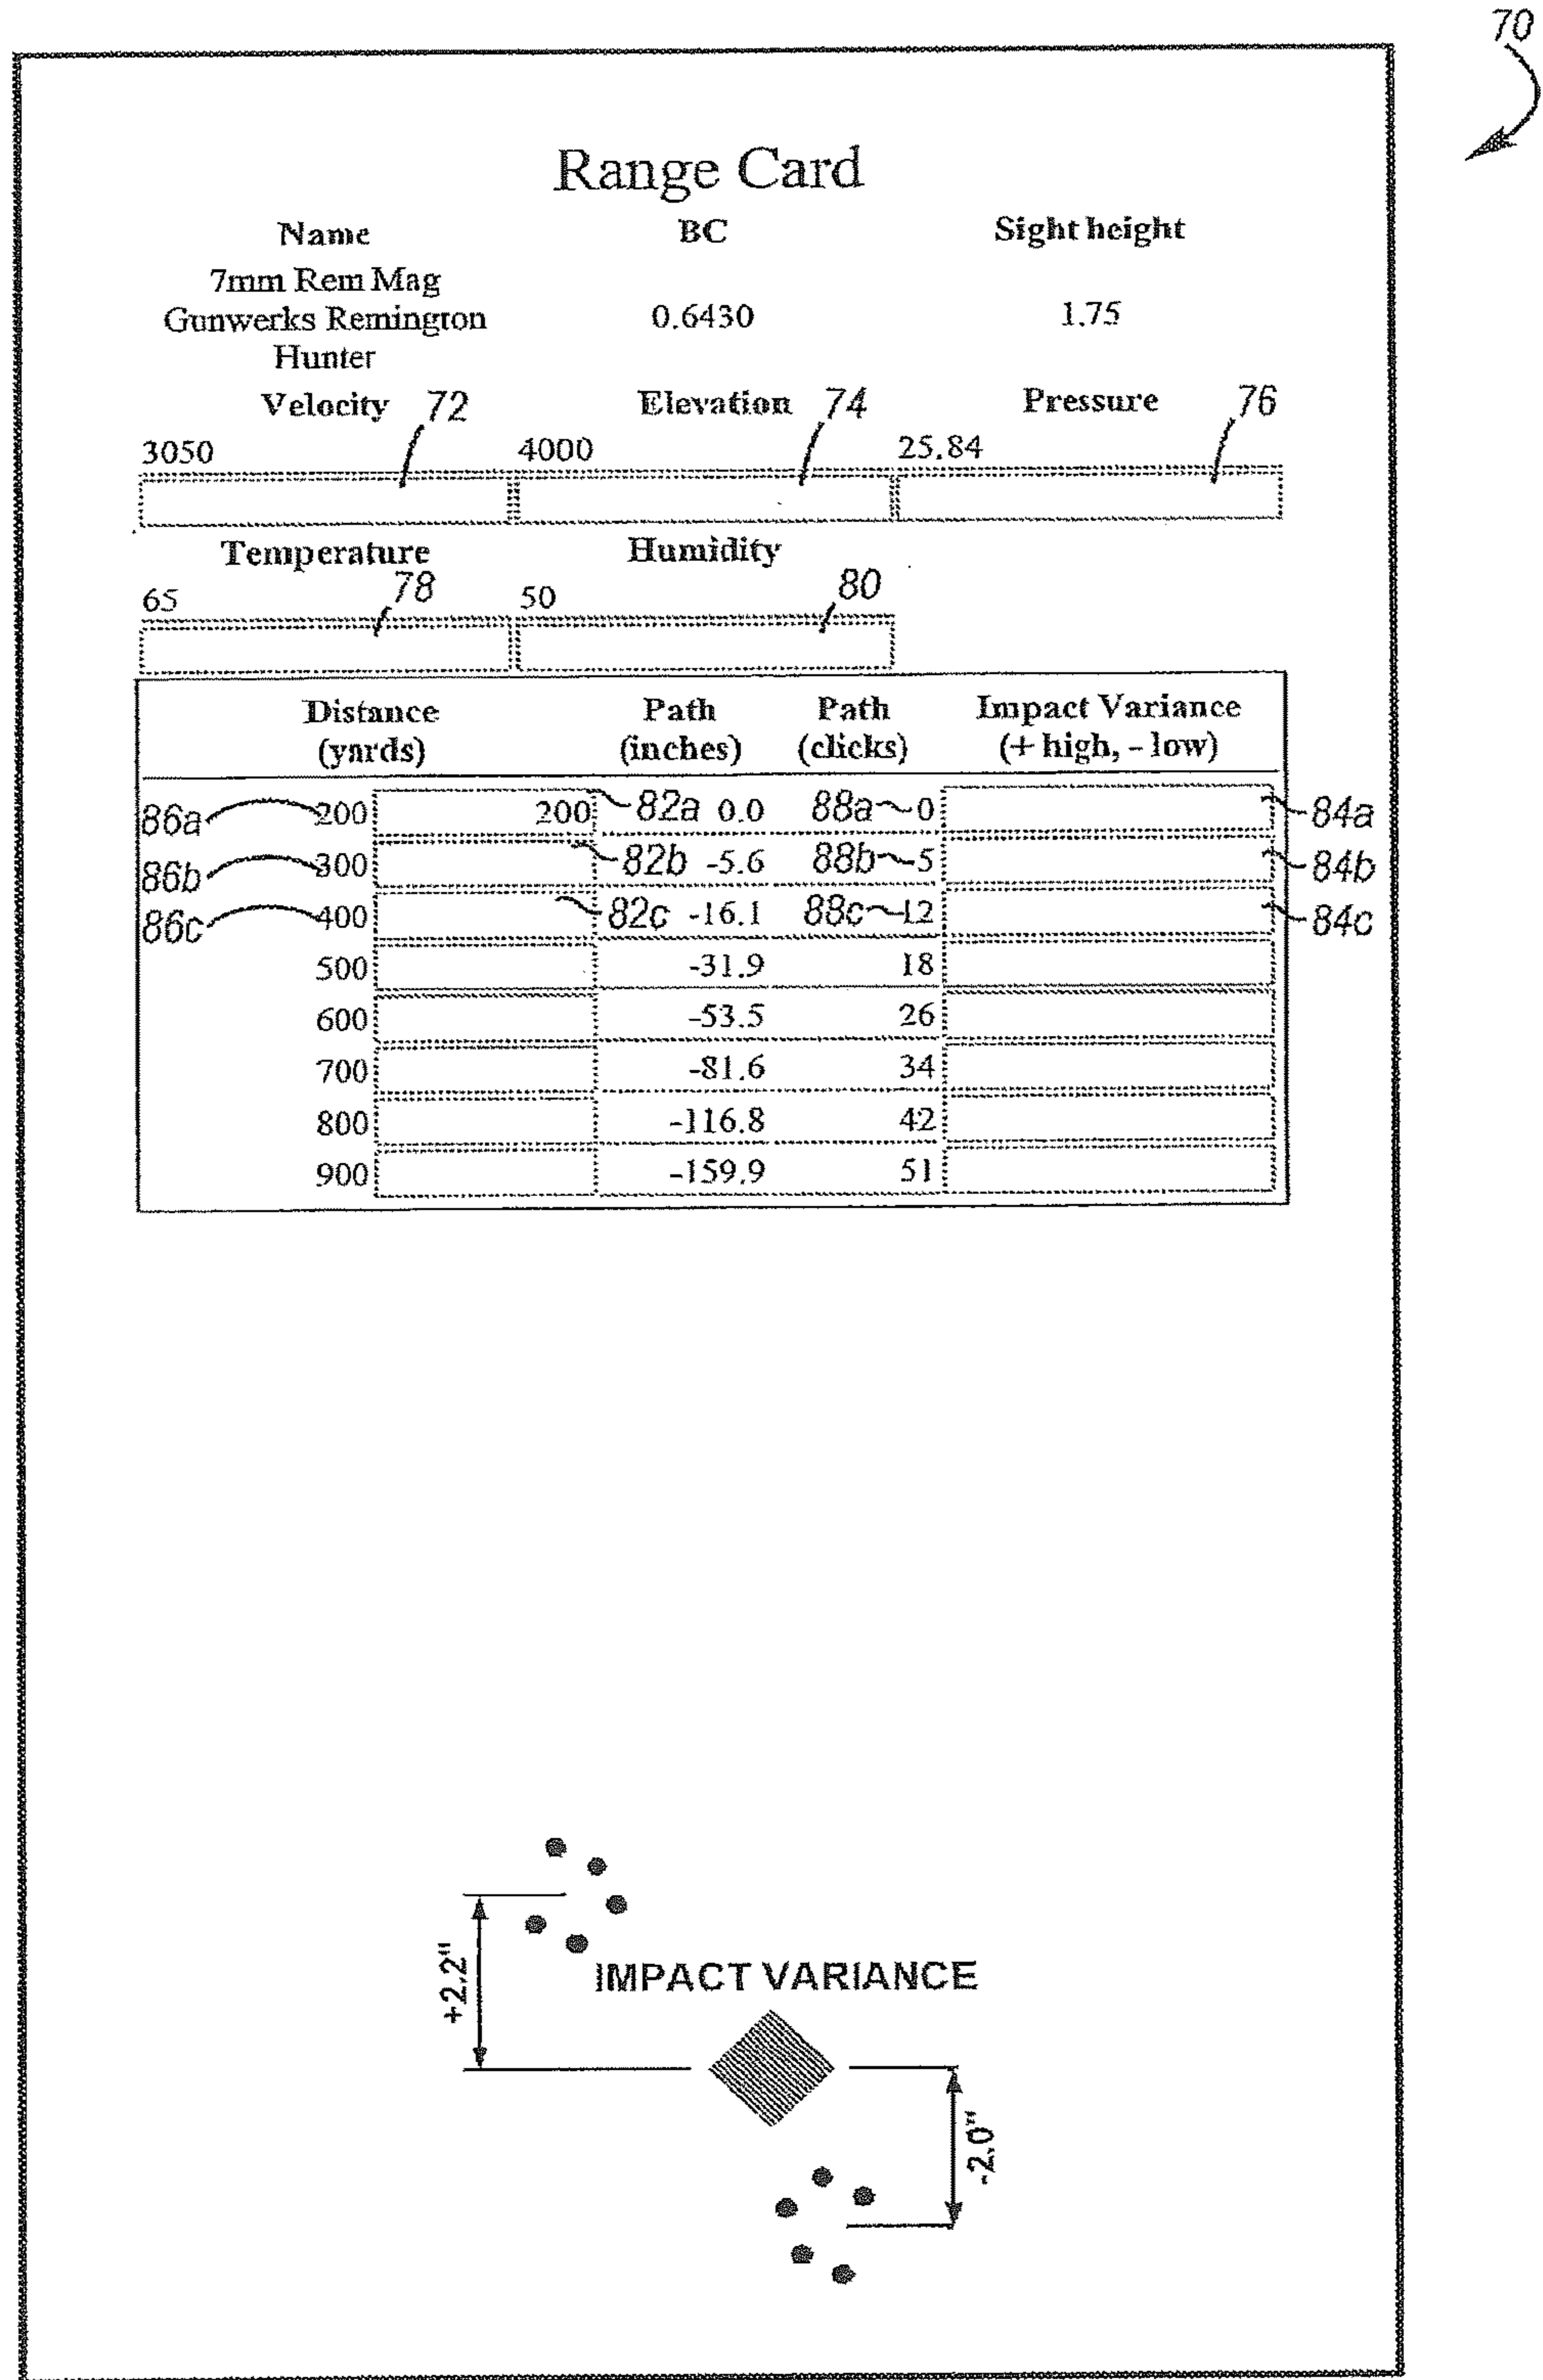 70
Range Card
Name BC Sight height
7mm Rem Mag
Gunwerks Remington 0.6430 1.75
Hunter
Velocity 72 Elevation 74 Pressure 76
3050 4000 25.84
Temperature Humidity
65 78 50 80
Distance Path Path Impact Variance
(yards) (inches) (clicks) (+ high, - low)
86a 200 200 82a 0.0 88a 0 84a
86b 300 82b -5.6 88b 5 84b
86c 400 82c -16.1 88c 12 84c
500 -31.9 18
600 -53.5 26
700 -81.6 34
800 -116.8 42
900 -159.9 51
+2.2"
IMPACT VARIANCE
-2.0"